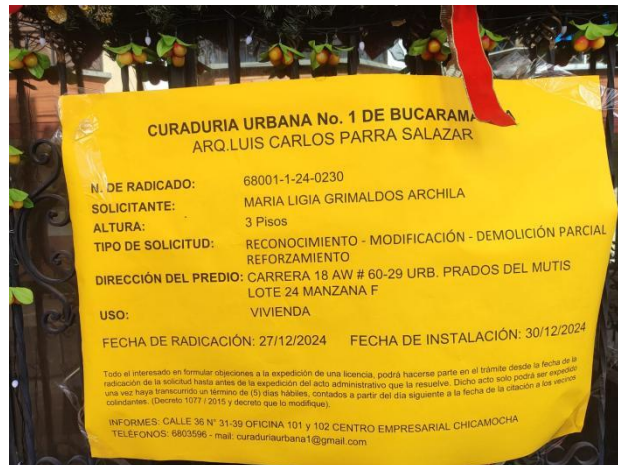 CURADURIA URBANA No. 1 DE
ARQ.LUIS CARLOS PARRA SALAZAR
N. DE RADICADO: 68001-1-24-0230
SOLICITANTE: MARIA LIGIA GRIMALDOS ARCHILA
ALTURA: 3 Pisos
TIPO DE SOLICITUD: RECONOCIMIENTO - MODIFICACIÓN - DEMOLICIÓN PARCIAL
REFORZAMIENTO
DIRECCIÓN DEL PREDIO: CARRERA 18 AW # 60-29 URB. PRADOS DEL MUTIS
LOTE 24 MANZANA F
USO: VIVIENDA
FECHA DE RADICACIÓN: 27/12/2024 FECHA DE INSTALACIÓN: 30/12/2024
Todo el interesado en formular objeciones a la expedición de una licencia, podrá hacerse parte en el trámite desde la fecha de la
radicación de la solicitud hasta antes de la expedición del acto administrativo que la resuelve. Dicho acto solo podrá ser expedido
una vez haya transcurrido un término de (5) días hábiles, contados a partir del día siguiente a la fecha de la citación a los vecinos
colindantes. (Decreto 1077 / 2015 y decreto que lo modifique).
INFORMES: CALLE 36 N° 31-39 OFICINA 101 y 102 CENTRO EMPRESARIAL CHICAMOCHA
TELÉFONOS: 6803596 - mail: curaduriaurbana1@gmail.com